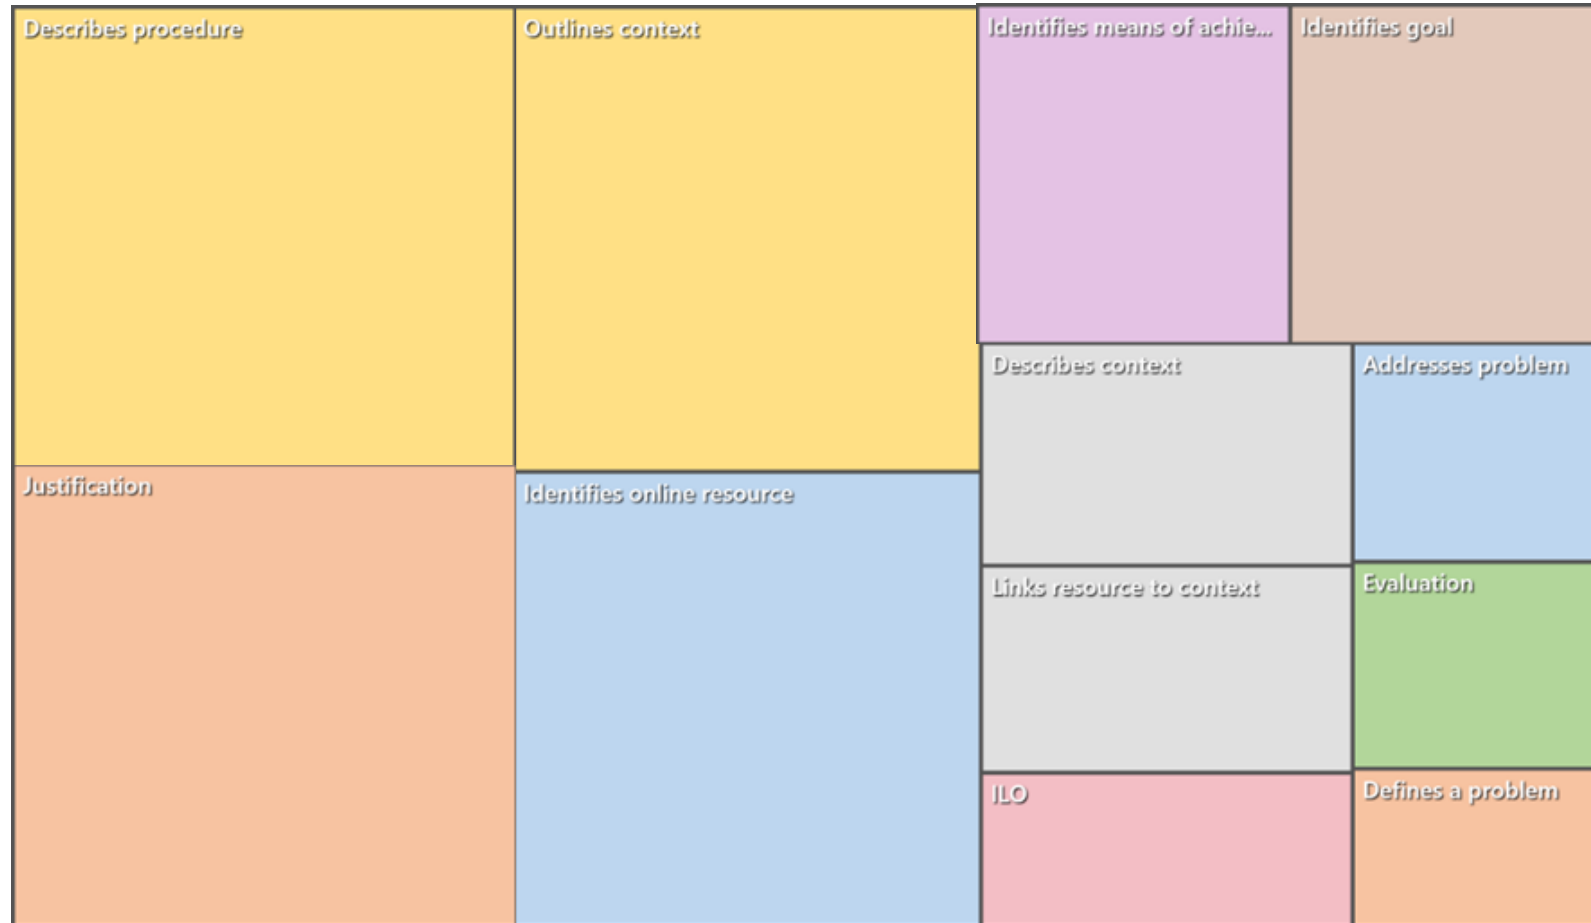 Describes procedure
Outlines context
Identifies means of achie...
Identifies goal
Describes context
Addresses problem
Justification
Identifies online resource
Links resource to context
Evaluation
ILO
Defines a problem